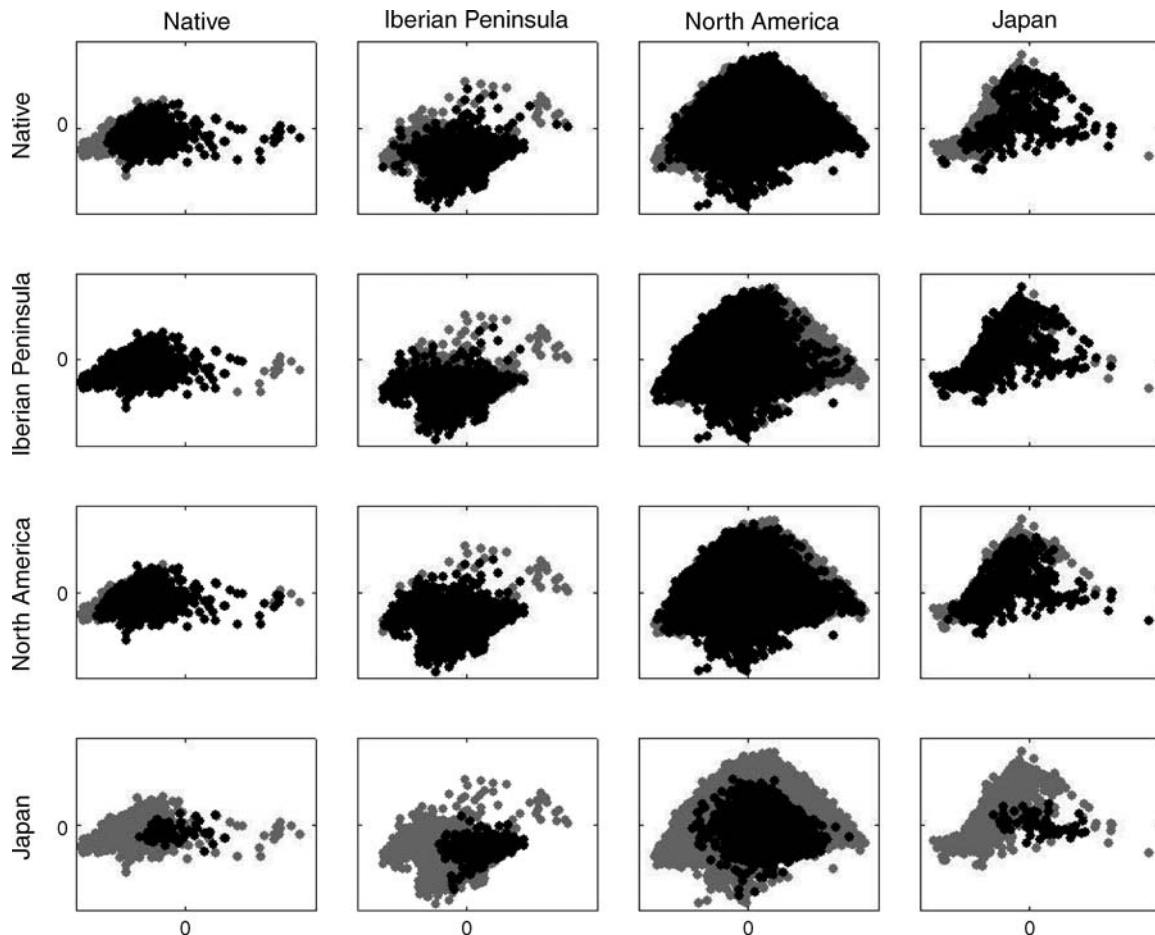 Native Iberian Peninsula North America Japan
Native
0
Iberian Peninsula
0
North America
0
Japan
0
0 0 0 0